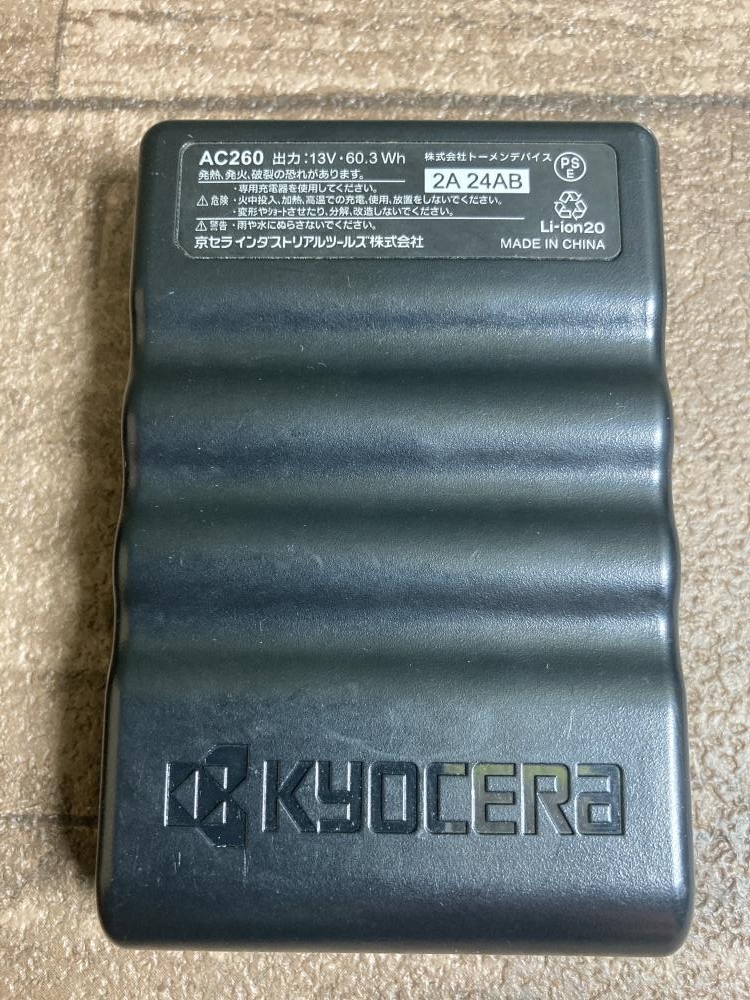 AC260 出力:13V・60.3Wh 株式会社トーメンデバイス
発熱、発火、破裂の恐れがあります。
2A 24AB
PS
E
・専用充電器を使用してください。
⚠危険・火中投入、加熱、高温での充電、使用、放置をしないでください。
・変形やショートさせたり、分解、改造しないでください。
⚠警告・雨や水にぬらさないでください。
Li-ion20
京セラインダストリアルツールズ株式会社
MADE IN CHINA
KYOCERA